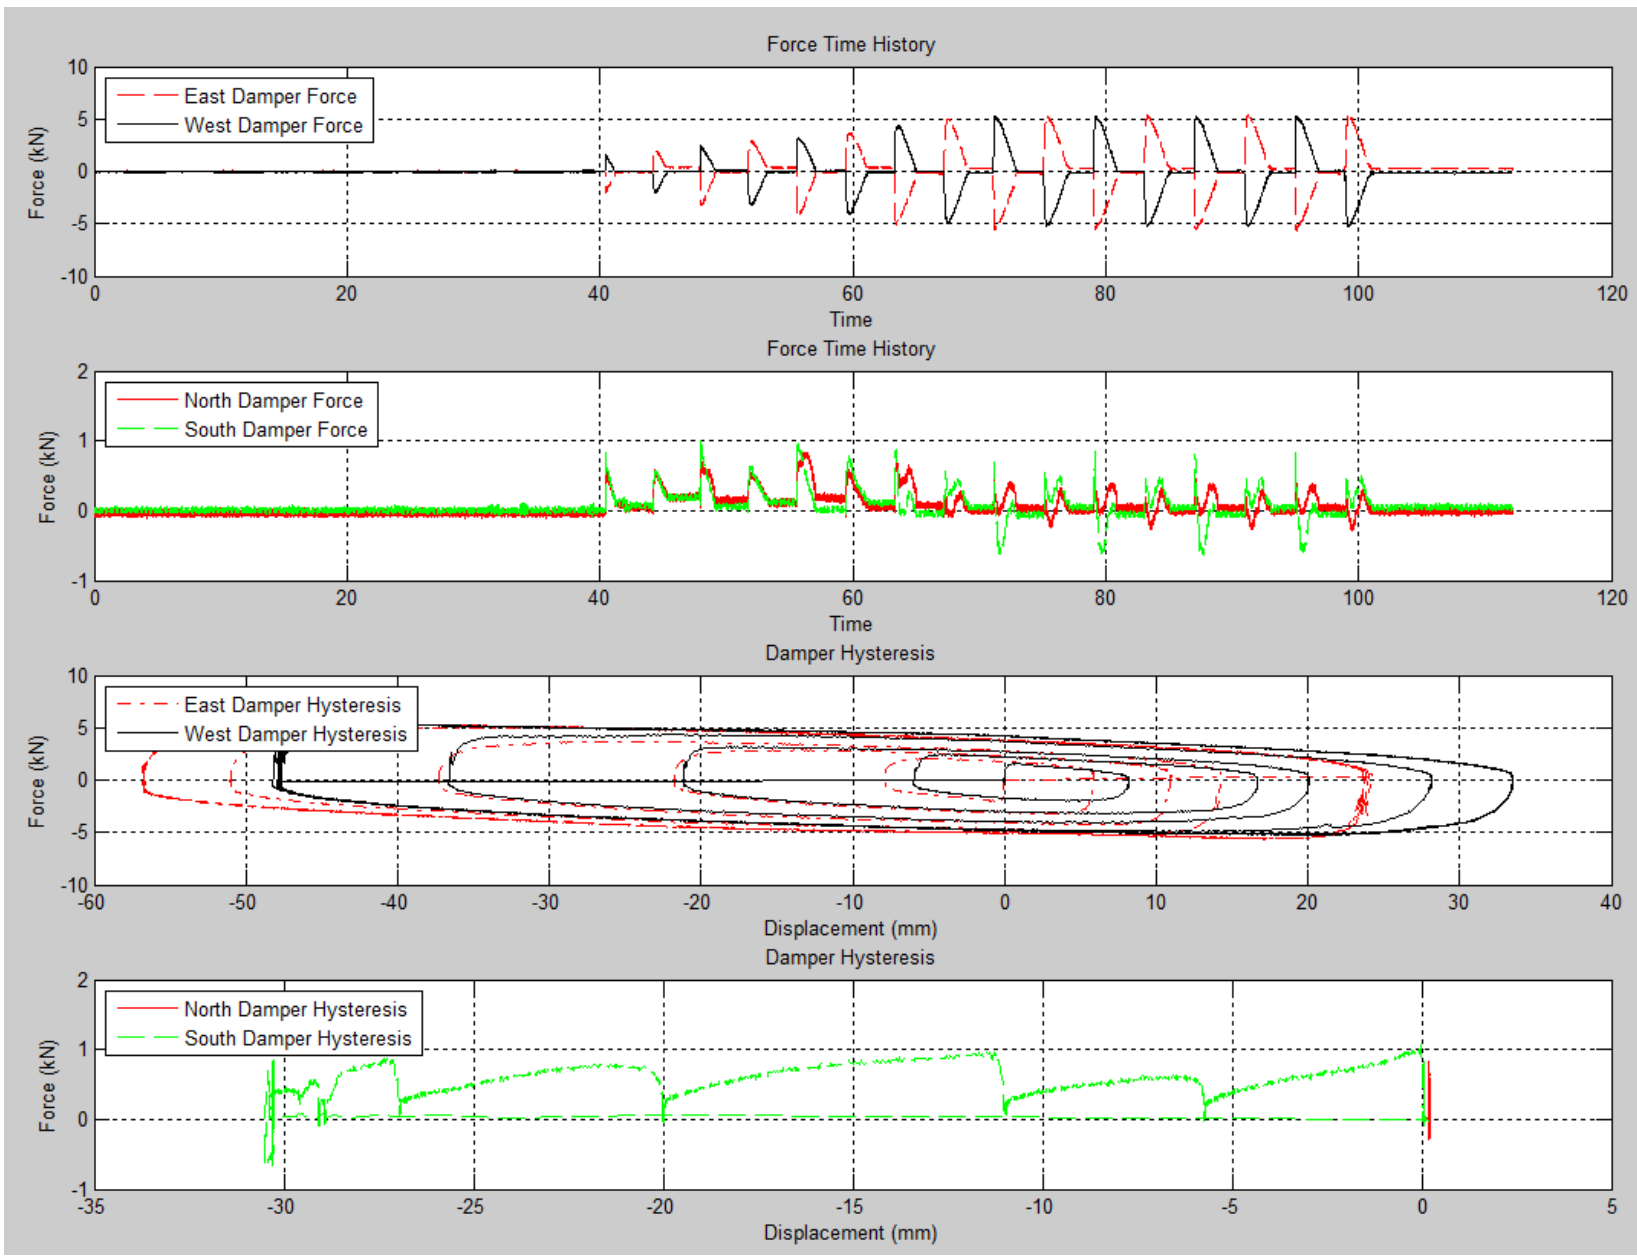 Force Time History
10
5
0
-5
-10
Force (kN)
East Damper Force
West Damper Force
0 20 40 60 80 100 120
Time
Force Time History
2
1
0
-1
Force (kN)
North Damper Force
South Damper Force
0 20 40 60 80 100 120
Time
Damper Hysteresis
10
5
0
-5
-10
Force (kN)
East Damper Hysteresis
West Damper Hysteresis
-60 -50 -40 -30 -20 -10 0 10 20 30 40
Displacement (mm)
Damper Hysteresis
2
1
0
-1
Force (kN)
North Damper Hysteresis
South Damper Hysteresis
-35 -30 -25 -20 -15 -10 -5 0 5
Displacement (mm)